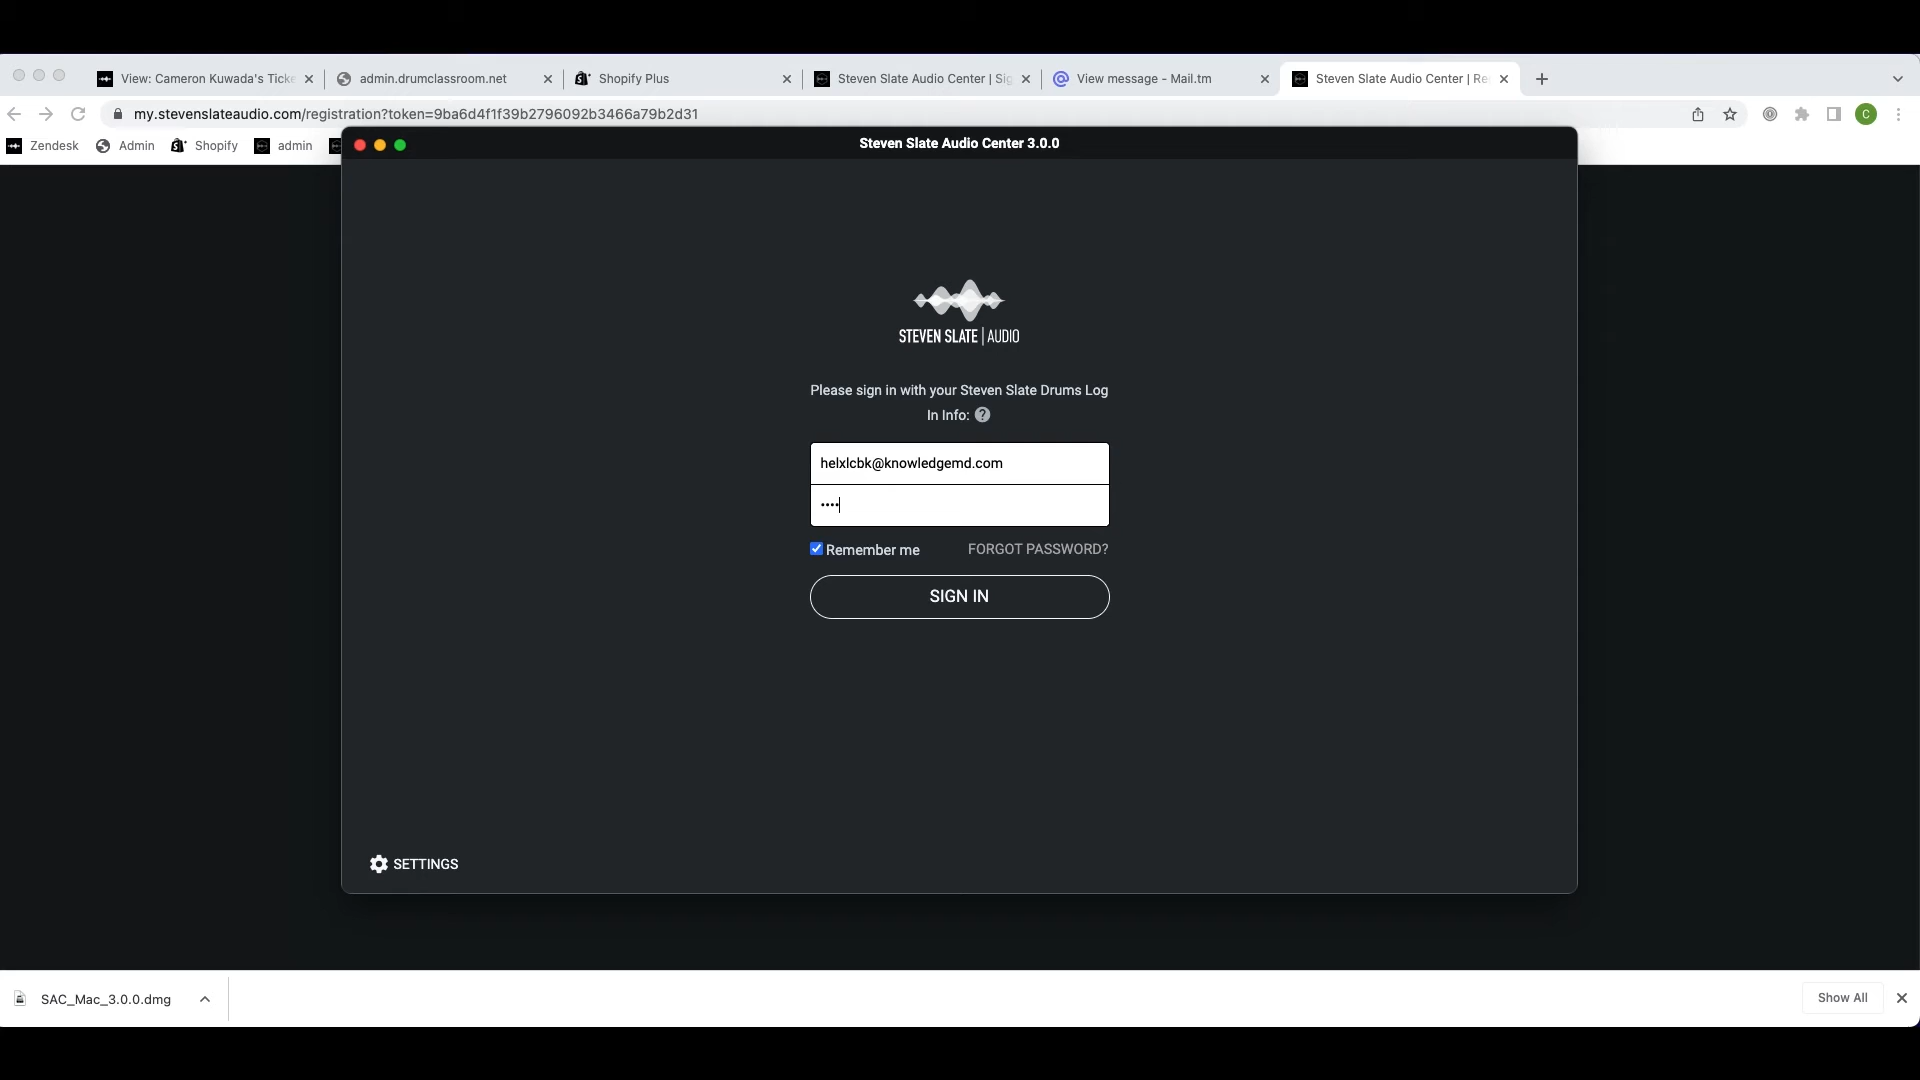 View: Cameron Kuwada's Ticke
admin.drumclassroom.net
Shopify Plus
Steven Slate Audio Center | Sig
View message - Mail.tm
Steven Slate Audio Center | Re
my.stevenslateaudio.com/registration?token=9ba6d4f1f39b2796092b3466a79b2d31
C
Zendesk
Admin
Shopify
admin
Steven Slate Audio Center 3.0.0
STEVEN SLATE | AUDIO
Please sign in with your Steven Slate Drums Log
In Info: ?
helxlcbk@knowledgemd.com
••••
Remember me
FORGOT PASSWORD?
SIGN IN
SETTINGS
SAC_Mac_3.0.0.dmg
Show All